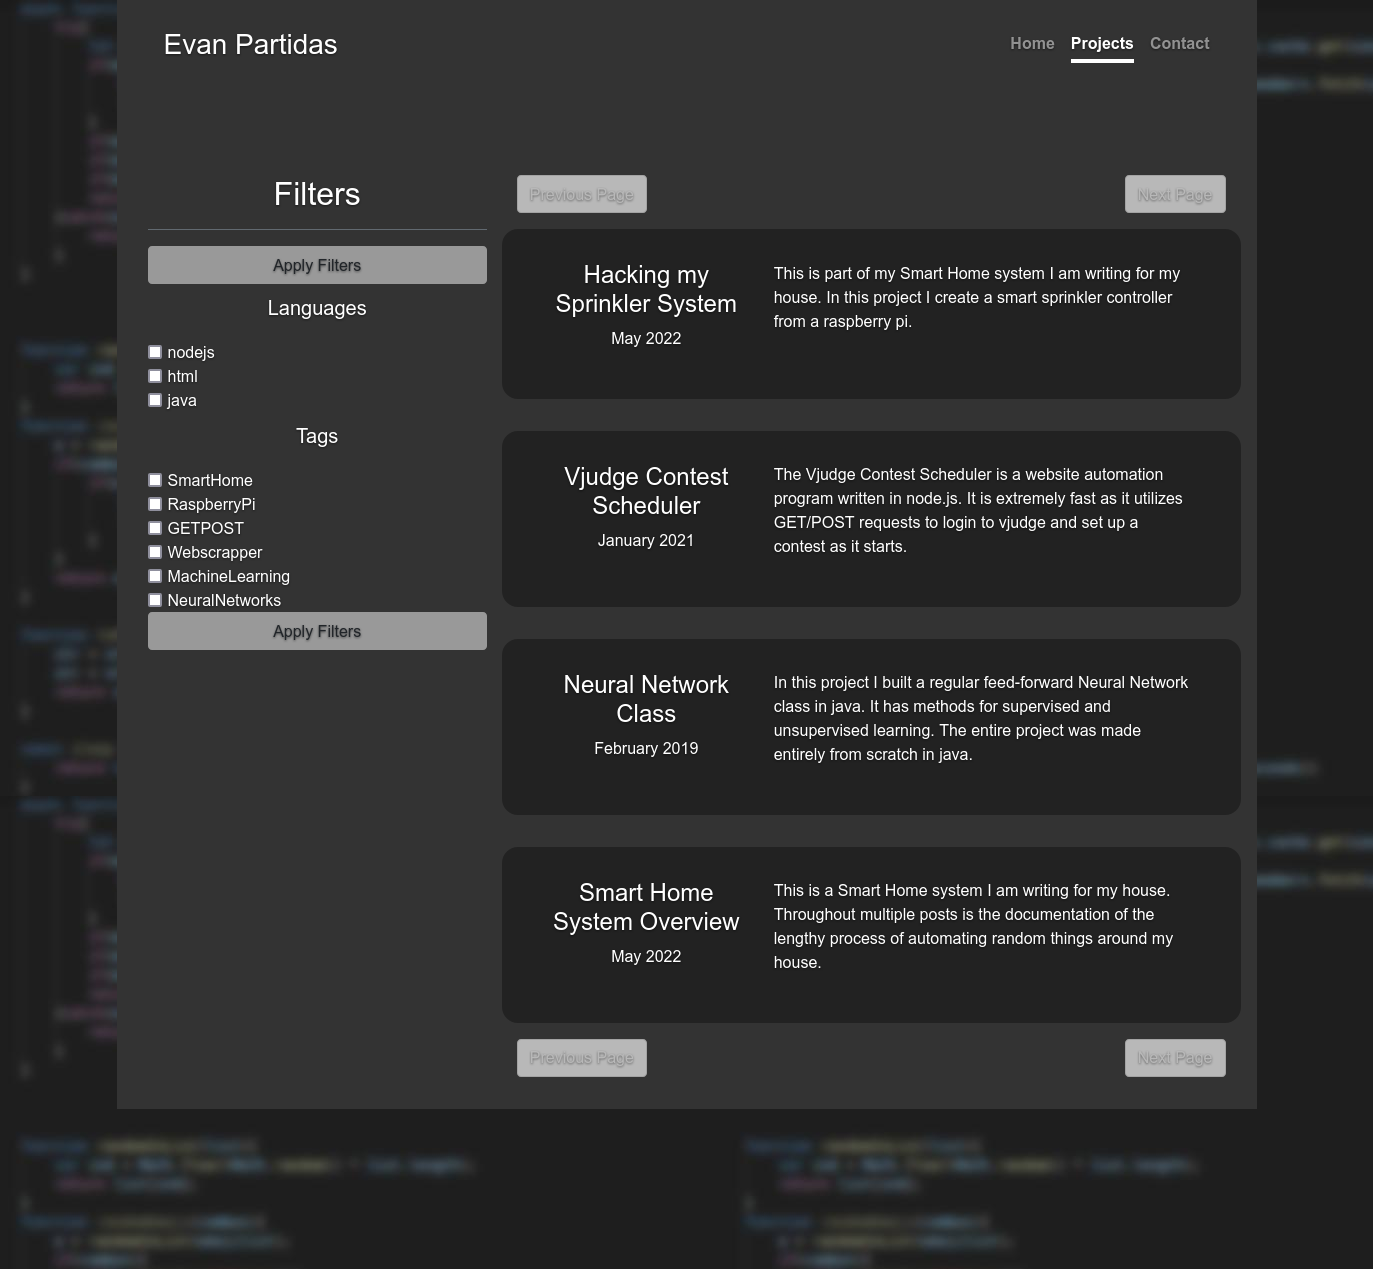 Evan Partidas
Home Projects Contact
Filters
Apply Filters
Languages
nodejs
html
java
Tags
SmartHome
RaspberryPi
GETPOST
Webscrapper
MachineLearning
NeuralNetworks
Apply Filters
Previous Page
Next Page
Hacking my
Sprinkler System
May 2022
This is part of my Smart Home system I am writing for my
house. In this project I create a smart sprinkler controller
from a raspberry pi.
Vjudge Contest
Scheduler
January 2021
The Vjudge Contest Scheduler is a website automation
program written in node.js. It is extremely fast as it utilizes
GET/POST requests to login to vjudge and set up a
contest as it starts.
Neural Network
Class
February 2019
In this project I built a regular feed-forward Neural Network
class in java. It has methods for supervised and
unsupervised learning. The entire project was made
entirely from scratch in java.
Smart Home
System Overview
May 2022
This is a Smart Home system I am writing for my house.
Throughout multiple posts is the documentation of the
lengthy process of automating random things around my
house.
Previous Page
Next Page